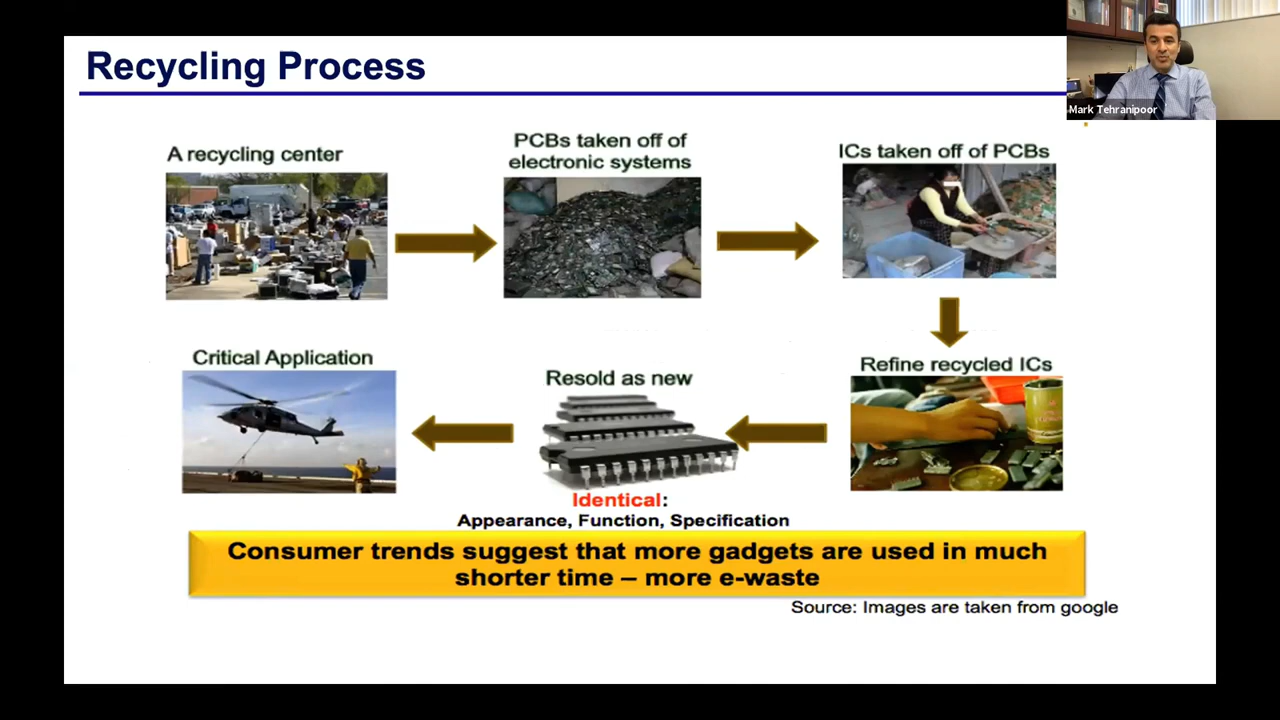 Recycling Process
Mark Tehranipoor
A recycling center
PCBs taken off of
electronic systems
ICs taken off of PCBs
Critical Application
Resold as new
Refine recycled ICs
Identical:
Appearance, Function, Specification
Consumer trends suggest that more gadgets are used in much
shorter time – more e-waste
Source: Images are taken from google